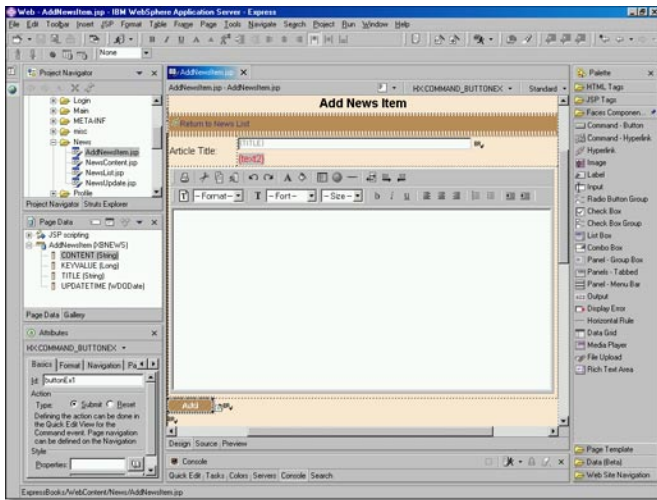 Web - AddNewsItem.jsp - IBM WebSphere Application Server - Express
File Edit Toolbar Insert JSP Format Table Frame Page Tools Navigate Search Project Run Window Help
None
Project Navigator
Login
Main
META-INF
misc
News
AddNewsItem.jsp
NewsContent.jsp
NewsList.jsp
NewsUpdate.jsp
Profile
Project Navigator Struts Explorer
Page Data
JSP scripting
AddNewsItem (XBNEWS)
CONTENT (String)
KEYVALUE (Long)
TITLE (String)
UPDATETIME (WDODate)
Page Data Gallery
Attributes
HX:COMMAND_BUTTONEX
Basics Format Navigation Pa
Id: buttonEx1
Action
Type: Submit Reset
Defining the action can be done in
the Quick Edit View for the
Command event. Page navigation
can be defined on the Navigation
Style
Properties:
AddNewsItem.jsp
AddNewsItem.jsp - AddNewsItem.jsp
HX:COMMAND_BUTTONEX
Standard
Add News Item
Return to News List
Article Title:
{TITLE}
{text2}
-Format-
-Font-
-Size-
Add
Design Source Preview
Console
Quick Edit Tasks Colors Servers Console Search
Palette
HTML Tags
JSP Tags
Faces Componen...
Command - Button
Command - Hyperlink
Hyperlink
Image
Label
Input
Radio Button Group
Check Box
Check Box Group
List Box
Combo Box
Panel - Group Box
Panels - Tabbed
Panel - Menu Bar
Output
Display Error
Horizontal Rule
Data Grid
Media Player
File Upload
Rich Text Area
Page Template
Data (Beta)
Web Site Navigation
ExpressBooks/WebContent/News/AddNewsItem.jsp